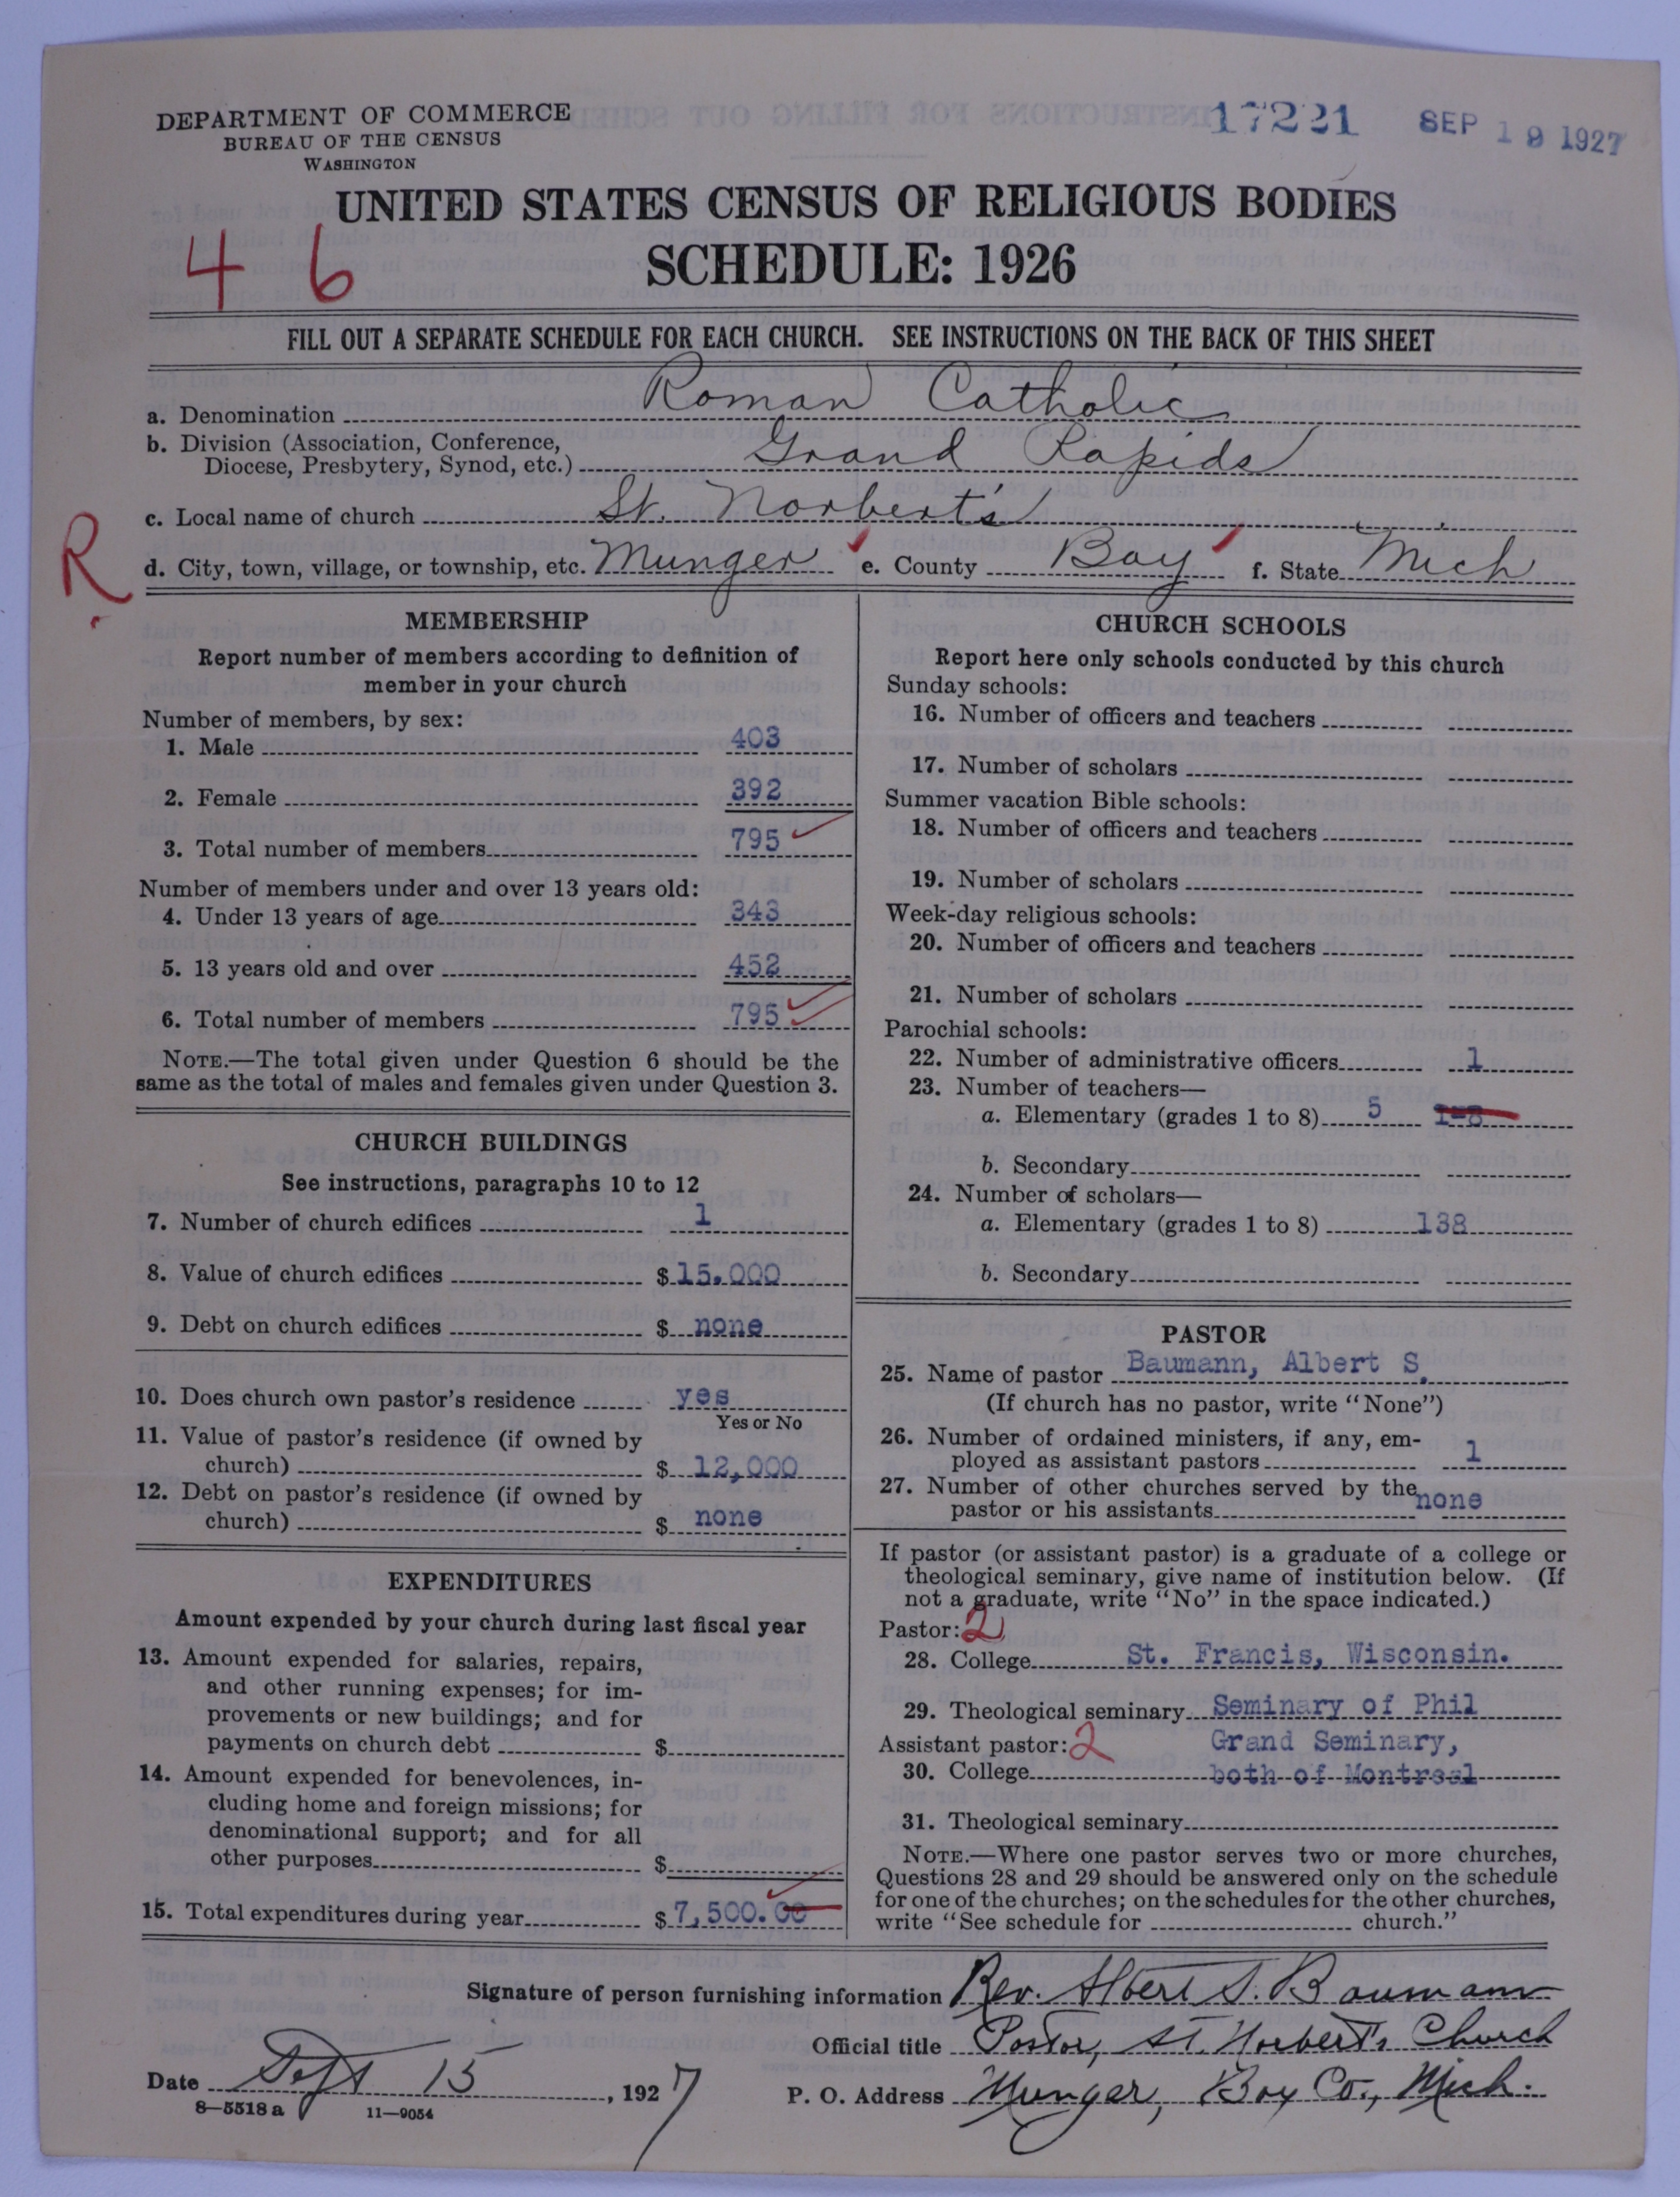 DEPARTMENT OF COMMERCE
BUREAU OF THE CENSUS
WASHINGTON
17221 SEP 19 1927
UNITED STATES CENSUS OF RELIGIOUS BODIES
SCHEDULE: 1926
46
FILL OUT A SEPARATE SCHEDULE FOR EACH CHURCH. SEE INSTRUCTIONS ON THE BACK OF THIS SHEET
a. Denomination Roman Catholic
b. Division (Association, Conference,
Diocese, Presbytery, Synod, etc.) Grand Rapids
c. Local name of church St. Norbert's
R.
d. City, town, village, or township, etc. Munger e. County Bay f. State Mich
MEMBERSHIP
Report number of members according to definition of
member in your church
Number of members, by sex:
1. Male 403
2. Female 392
3. Total number of members 795
Number of members under and over 13 years old:
4. Under 13 years of age 343
5. 13 years old and over 452
6. Total number of members 795
NOTE.—The total given under Question 6 should be the
same as the total of males and females given under Question 3.
CHURCH BUILDINGS
See instructions, paragraphs 10 to 12
7. Number of church edifices 1
8. Value of church edifices $15.000
9. Debt on church edifices $ none
10. Does church own pastor's residence yes
Yes or No
11. Value of pastor's residence (if owned by
church) $ 12,000
12. Debt on pastor's residence (if owned by
church) $ none
EXPENDITURES
Amount expended by your church during last fiscal year
13. Amount expended for salaries, repairs,
and other running expenses; for im-
provements or new buildings; and for
payments on church debt $
14. Amount expended for benevolences, in-
cluding home and foreign missions; for
denominational support; and for all
other purposes $
15. Total expenditures during year $7,500.00
CHURCH SCHOOLS
Report here only schools conducted by this church
Sunday schools:
16. Number of officers and teachers
17. Number of scholars
Summer vacation Bible schools:
18. Number of officers and teachers
19. Number of scholars
Week-day religious schools:
20. Number of officers and teachers
21. Number of scholars
Parochial schools:
22. Number of administrative officers 1
23. Number of teachers—
a. Elementary (grades 1 to 8) 5 1-8
b. Secondary
24. Number of scholars—
a. Elementary (grades 1 to 8) 138
b. Secondary
PASTOR
25. Name of pastor Baumann, Albert S.
(If church has no pastor, write "None")
26. Number of ordained ministers, if any, em-
ployed as assistant pastors 1
27. Number of other churches served by the
pastor or his assistants none
If pastor (or assistant pastor) is a graduate of a college or
theological seminary, give name of institution below. (If
not a graduate, write "No" in the space indicated.)
Pastor: 2
28. College St. Francis, Wisconsin.
29. Theological seminary Seminary of Phil
Assistant pastor: 2 Grand Seminary,
30. College both of Montreal
31. Theological seminary
NOTE.—Where one pastor serves two or more churches,
Questions 28 and 29 should be answered only on the schedule
for one of the churches; on the schedules for the other churches,
write "See schedule for church."
Signature of person furnishing information Rev. Albert S. Baumann
Official title Pastor, St. Norbert's Church
Date Sept 15, 1927 P. O. Address Munger, Bay Co., Mich.
8—5518 a 11—9054